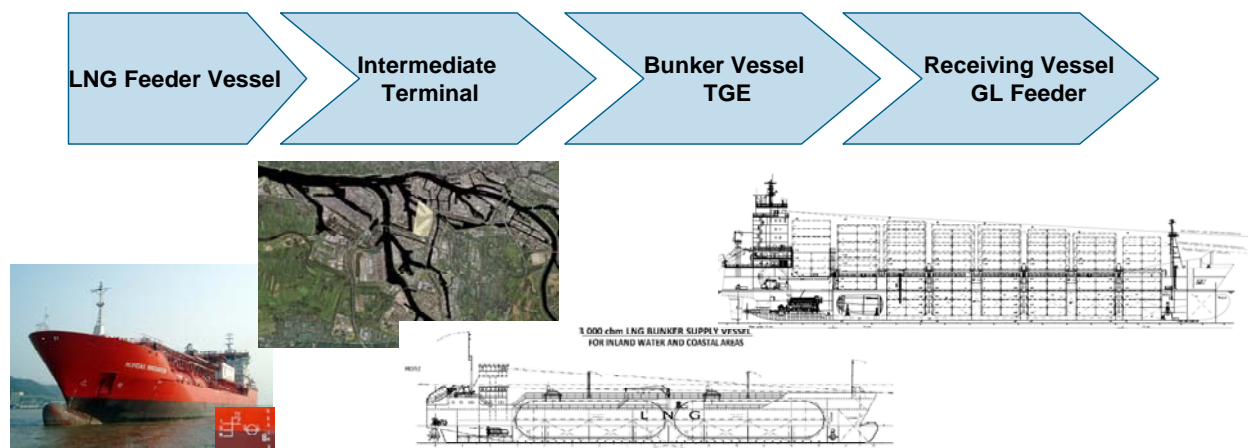 LNG Feeder Vessel
Intermediate
Terminal
Bunker Vessel
TGE
Receiving Vessel
GL Feeder
3.000 cbm LNG BUNKER SUPPLY VESSEL
FOR INLAND WATER AND COASTAL AREAS
L N G